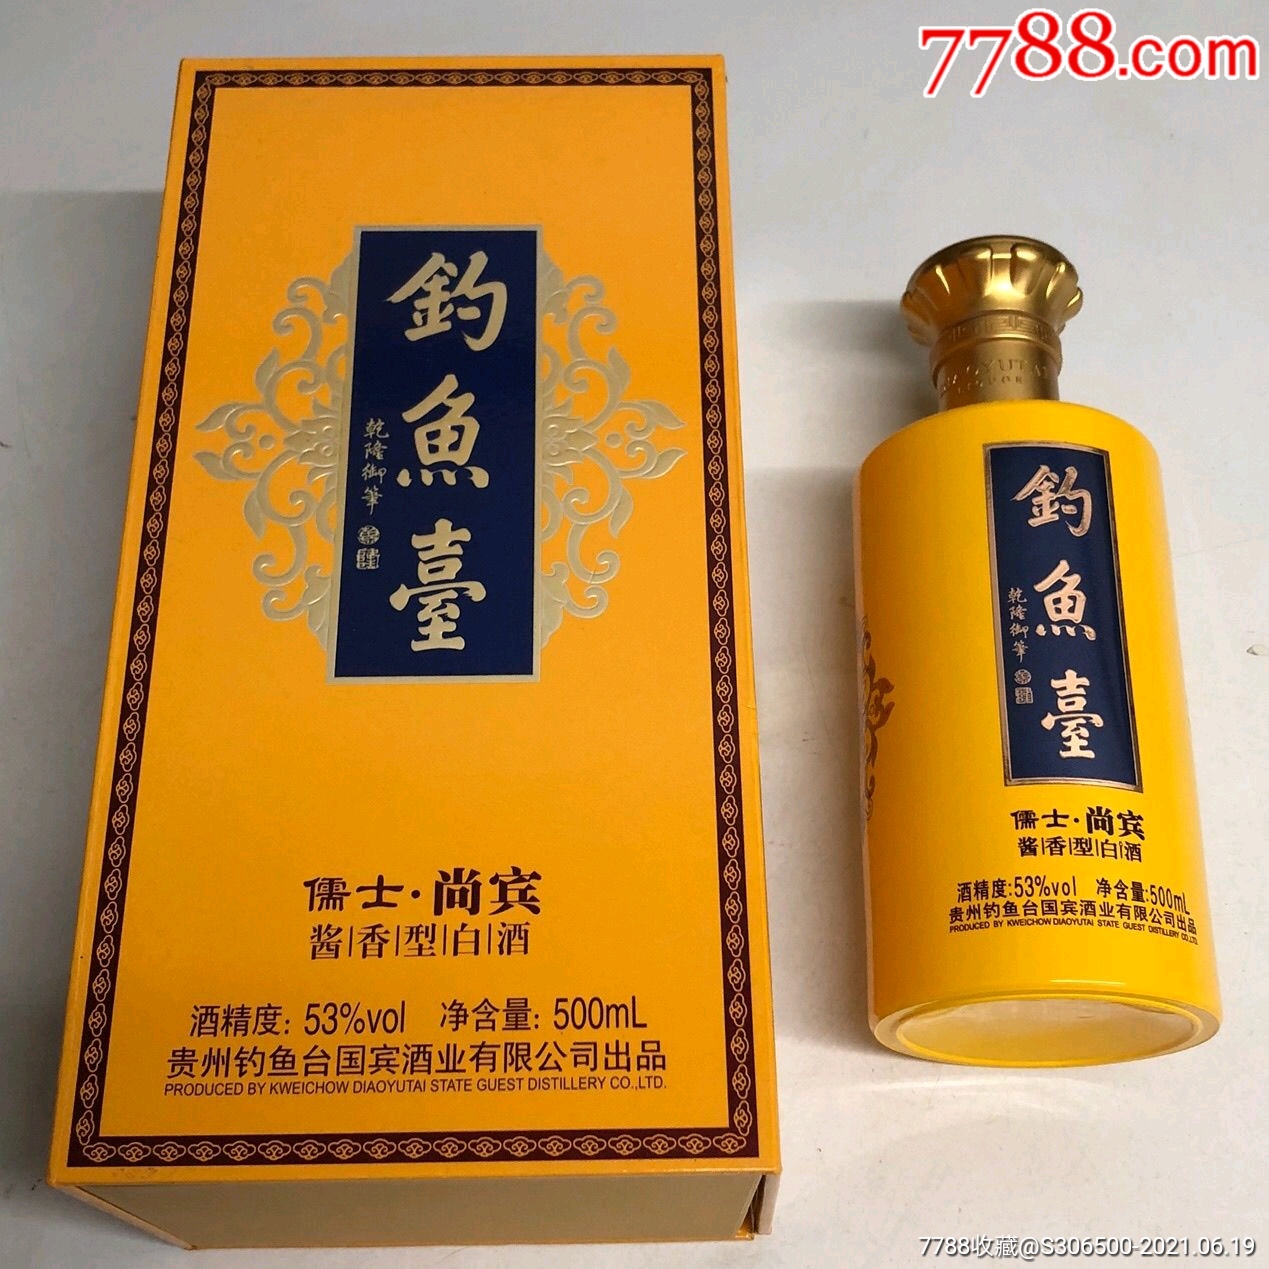 7788.com
釣魚臺
乾隆御筆
儒士·尚宾
酱|香|型|白|酒
酒精度: 53%vol 净含量: 500mL
贵州钓鱼台国宾酒业有限公司出品
PRODUCED BY KWEICHOW DIAOYUTAI STATE GUEST DISTILLERY CO.,LTD.
釣魚臺
乾隆御筆
儒士·尚宾
酱|香|型|白|酒
酒精度:53%vol 净含量:500mL
贵州钓鱼台国宾酒业有限公司出品
PRODUCED BY KWEICHOW DIAOYUTAI STATE GUEST DISTILLERY CO.,LTD.
7788收藏@S306500-2021.06.19